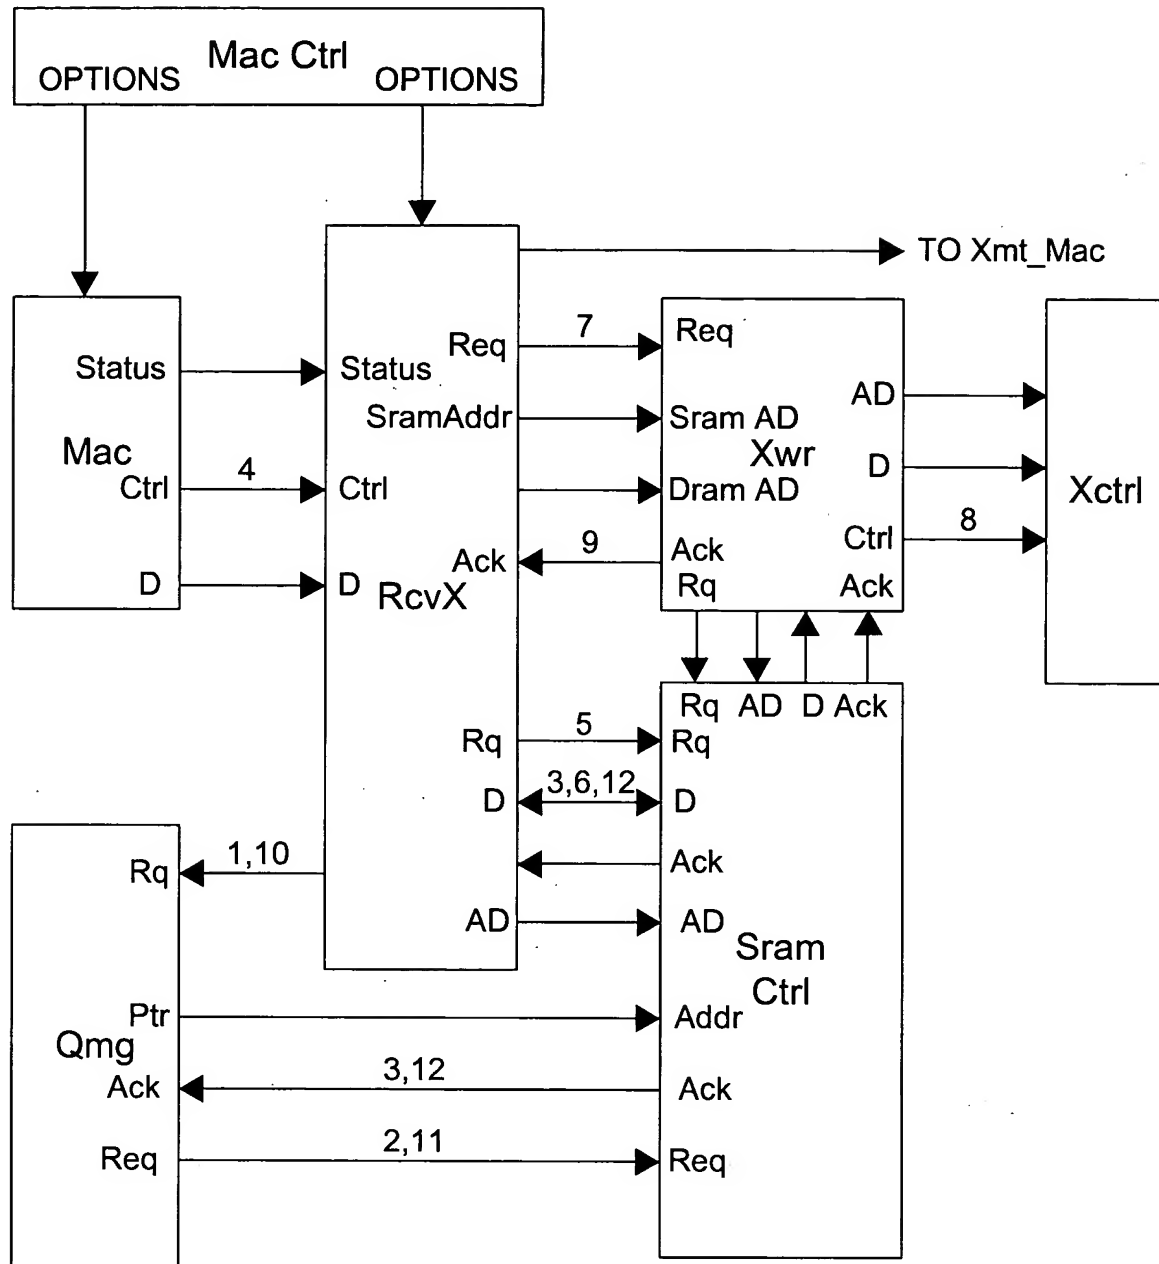 Mac Ctrl
OPTIONS OPTIONS
TO Xmt_Mac
Req 7 Req
Status Status AD
SramAddr Sram AD
Mac Xwr D
Ctrl 4 Ctrl Dram AD Xctrl
Ctrl 8
Ack 9 Ack
D D RcvX Rq Ack
Rq AD D Ack
Rq 5 Rq
D 3,6,12 D
Rq 1,10 Ack
AD AD
Sram
Ctrl
Ptr Addr
Qmg
Ack 3,12 Ack
Req 2,11 Req